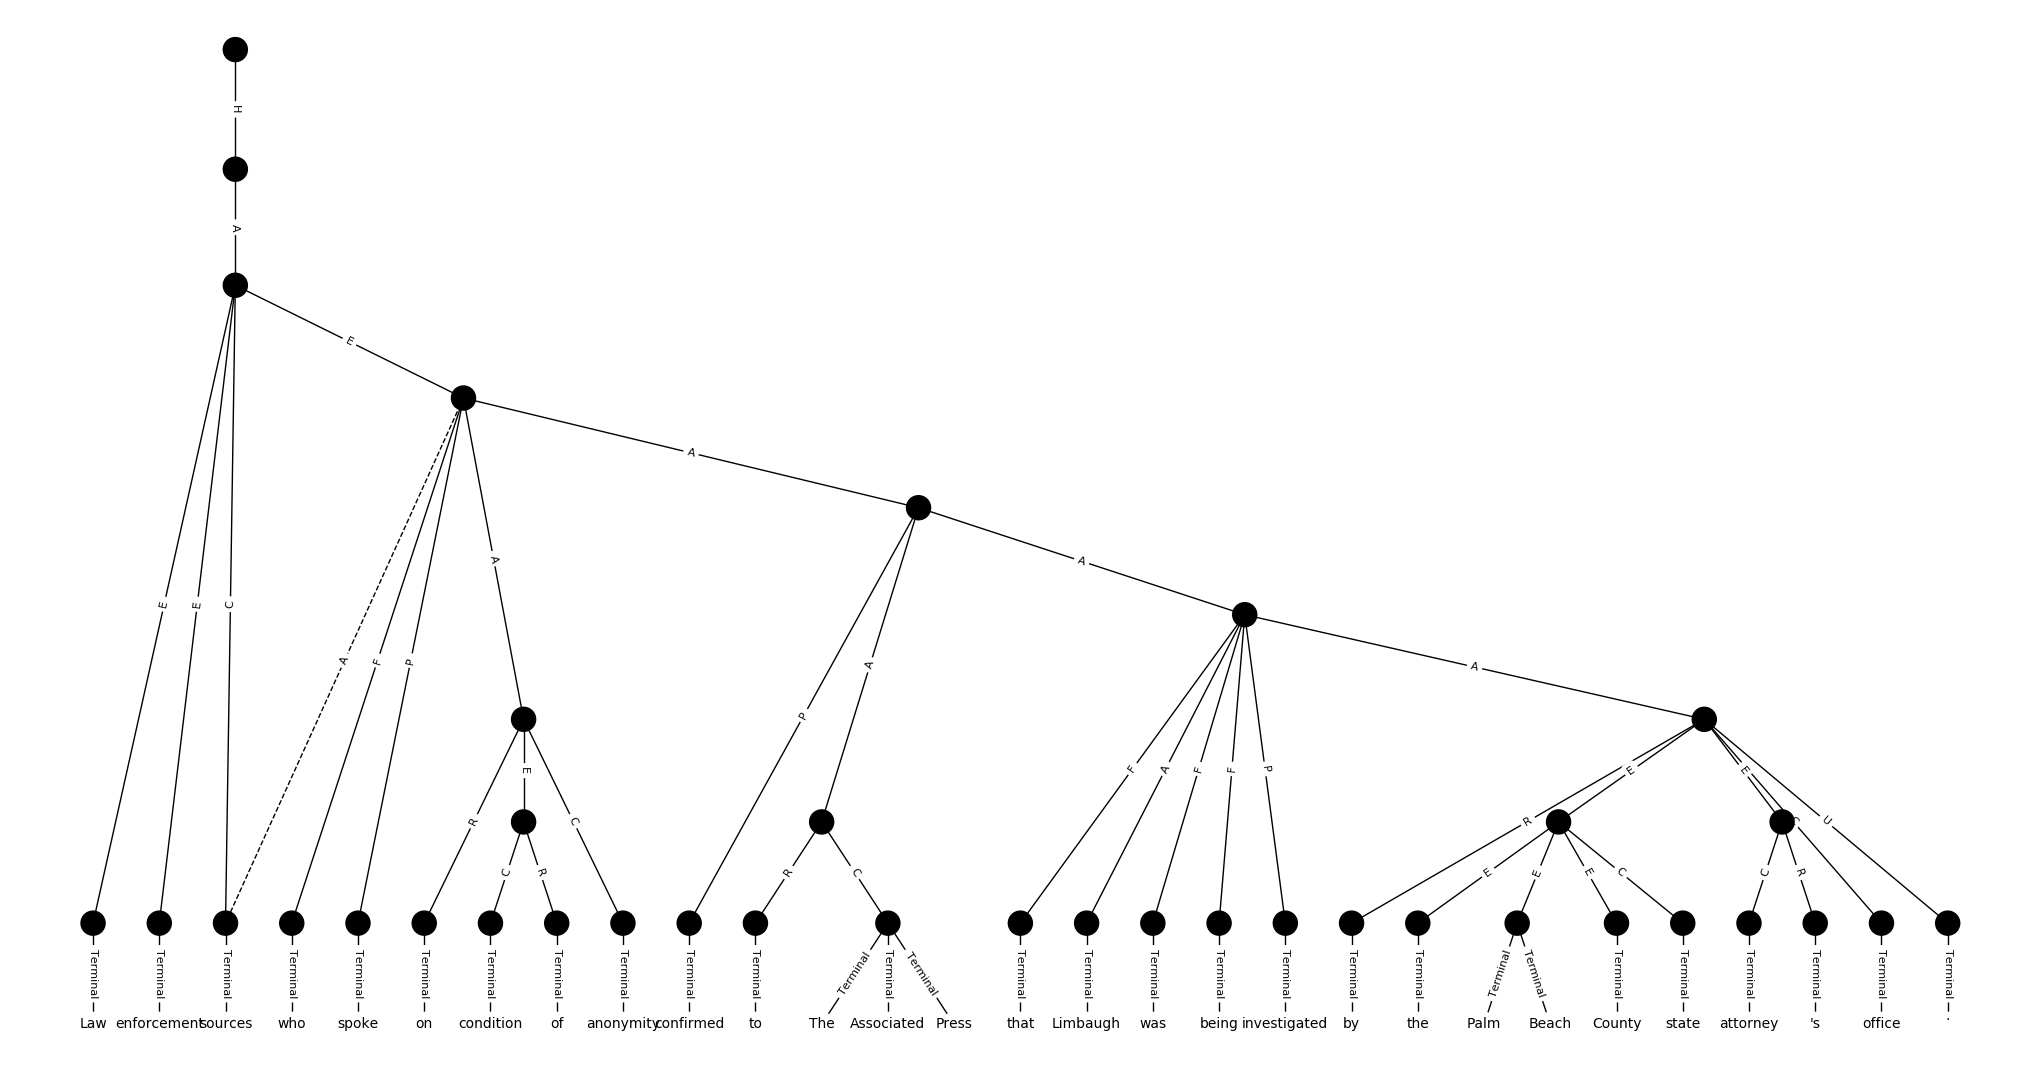 H
A
E
A
A
A
A
E
E
C
A
F
P
A
P
F
A
F
F
P
E
E
R
E
C
R
C
U
C
R
R
C
E
E
E
C
C
R
Terminal Terminal Terminal Terminal Terminal Terminal Terminal Terminal Terminal Terminal Terminal Terminal Terminal Terminal Terminal Terminal Terminal Terminal Terminal Terminal Terminal Terminal Terminal Terminal Terminal Terminal Terminal Terminal Terminal
Law enforcement sources who spoke on condition of anonymity confirmed to The Associated Press that Limbaugh was being investigated by the Palm Beach County state attorney 's office .